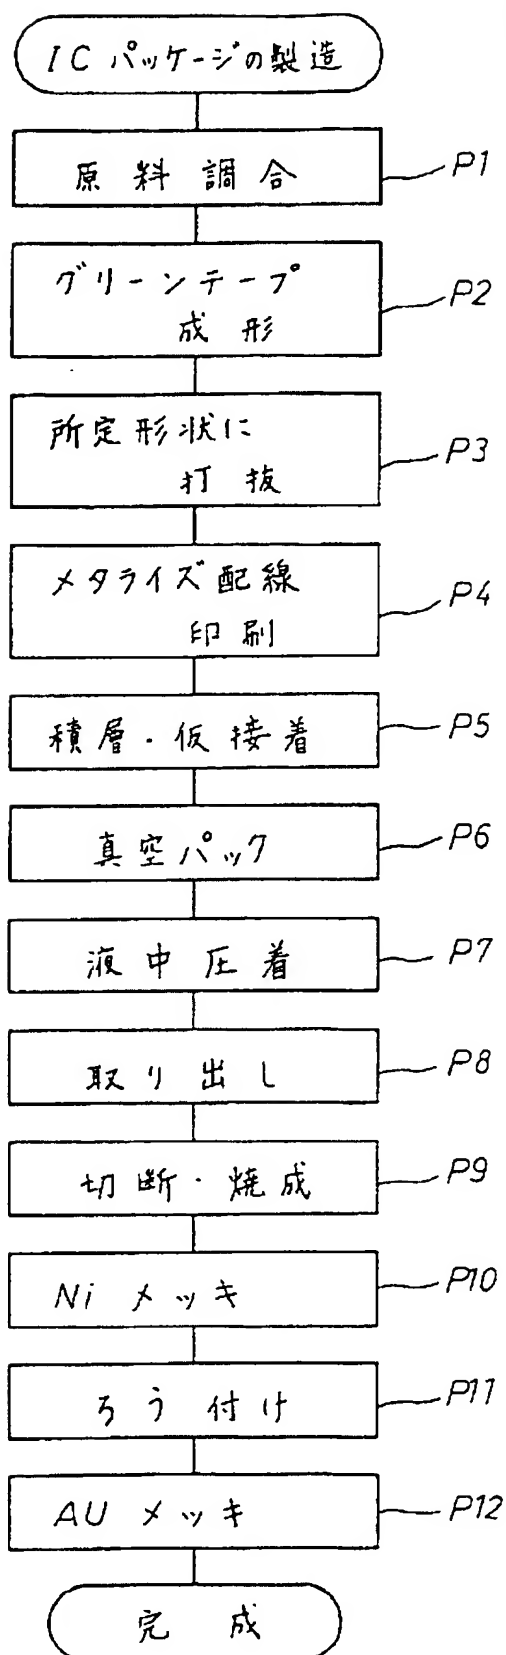 ICパッケージの製造
原料調合
P1
グリーンテープ
成形
P2
所定形状に
打抜
P3
メタライズ配線
印刷
P4
積層・仮接着
P5
真空パック
P6
液中圧着
P7
取り出し
P8
切断・焼成
P9
Niメッキ
P10
ろう付け
P11
AUメッキ
P12
完成